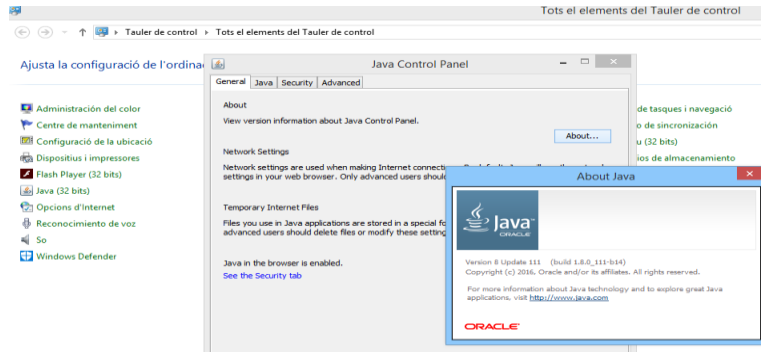 Tots el elements del Tauler de control
Tauler de control Tots el elements del Tauler de control
Ajusta la configuració de l'ordina
Administración del color
Centre de manteniment
Configuració de la ubicació
Dispositius i impressores
Flash Player (32 bits)
Java (32 bits)
Opcions d'Internet
Reconocimiento de voz
So
Windows Defender
Java Control Panel
General Java Security Advanced
About
View version information about Java Control Panel.
About...
Network Settings
Network settings are used when making Internet connecti
settings in your web browser. Only advanced users shoul
Temporary Internet Files
Files you use in Java applications are stored in a special fo
advanced users should delete files or modify these setting
Java in the browser is enabled.
See the Security tab
de tasques i navegació
o de sincronización
u (32 bits)
ios de almacenamiento
About Java
Java
ORACLE
Version 8 Update 111 (build 1.8.0_111-b14)
Copyright (c) 2016, Oracle and/or its affiliates. All rights reserved.
For more information about Java technology and to explore great Java
applications, visit http://www.java.com
ORACLE